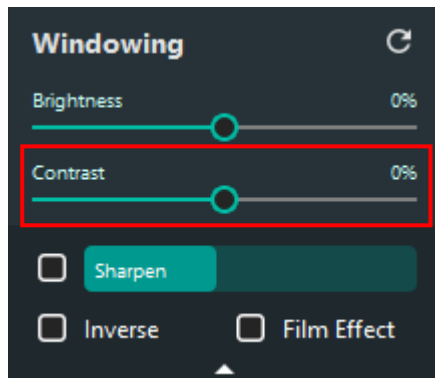 Windowing
Brightness 0%
Contrast 0%
Sharpen
Inverse Film Effect